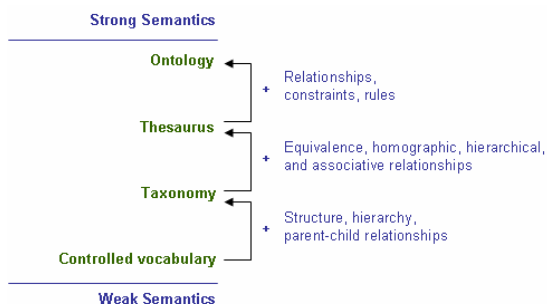 Strong Semantics
Ontology
+ Relationships,
constraints, rules
Thesaurus
+ Equivalence, homographic, hierarchical,
and associative relationships
Taxonomy
+ Structure, hierarchy,
parent-child relationships
Controlled vocabulary
Weak Semantics